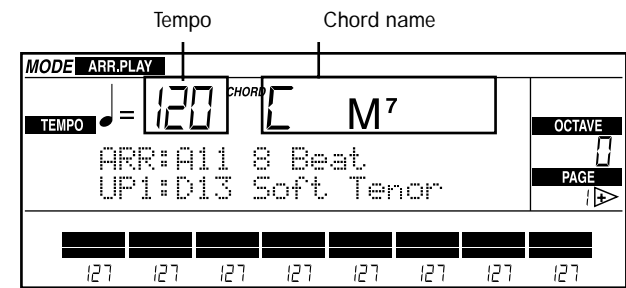 Tempo Chord name
MODE ARR.PLAY
TEMPO = 120 CHORD C M7
OCTAVE
0
ARR:A11 8 Beat
UP1:D13 Soft Tenor
PAGE
1+
127 127 127 127 127 127 127 127